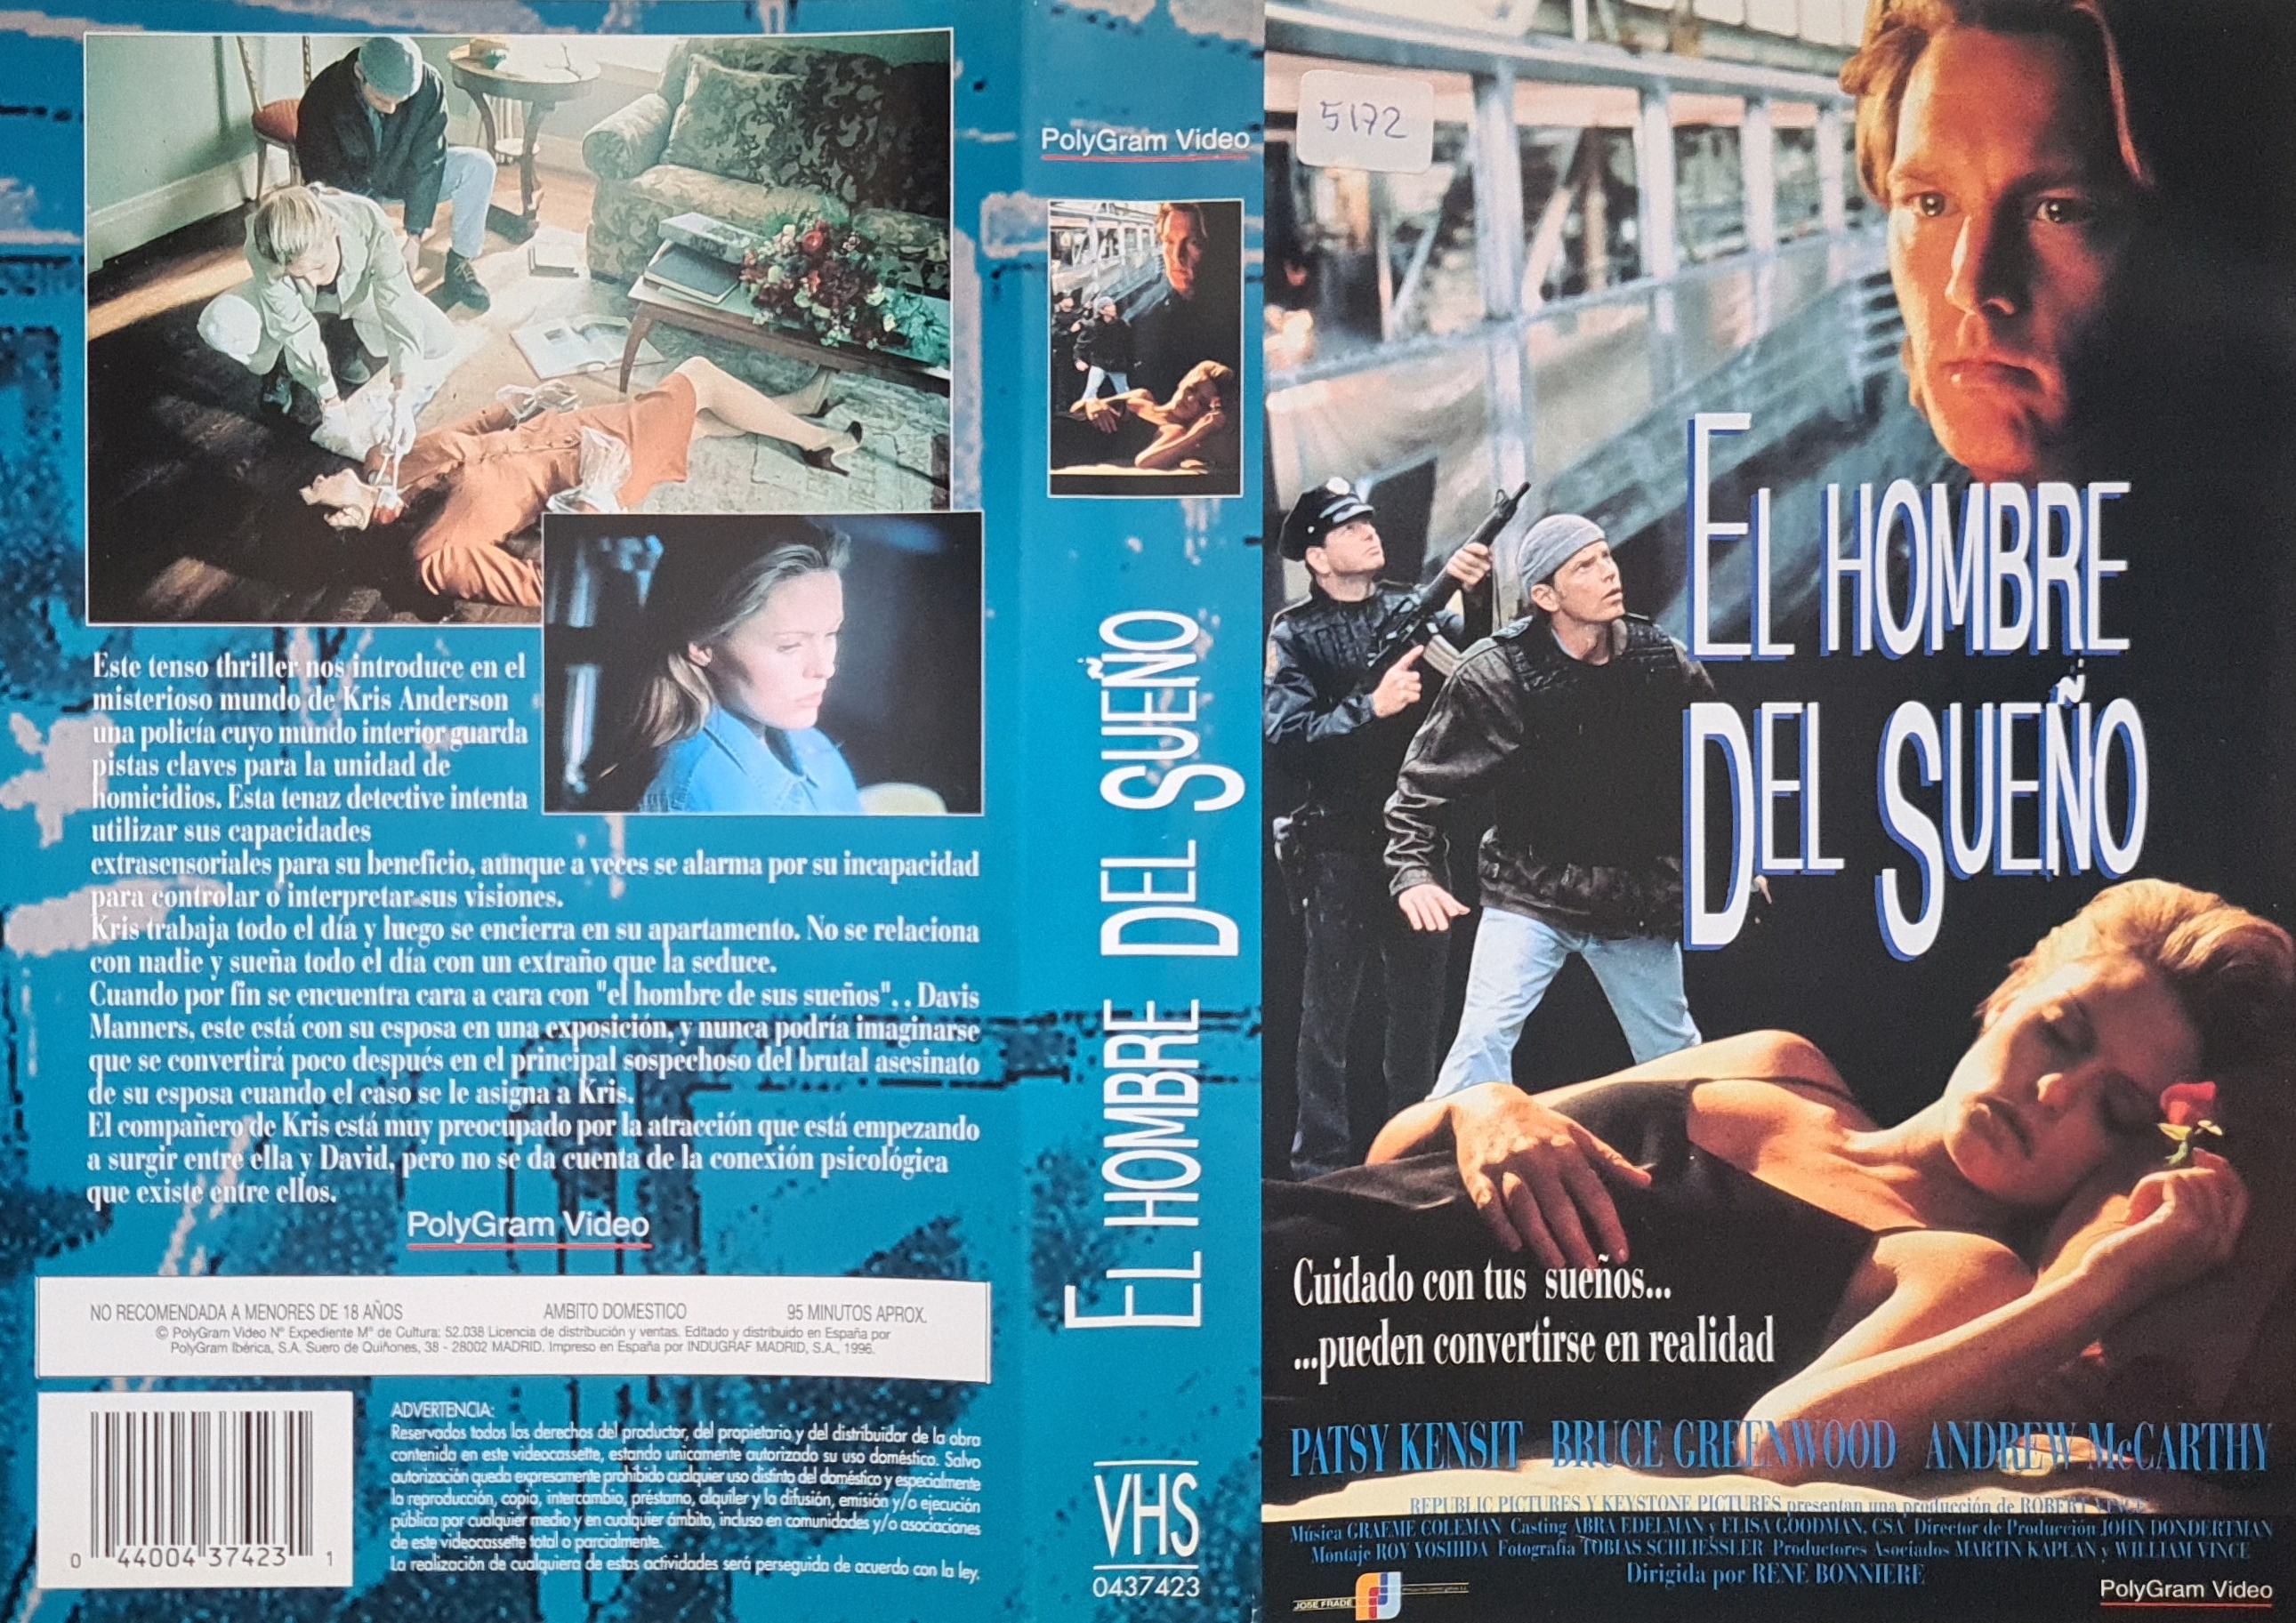 Este tenso thriller nos introduce en el
misterioso mundo de Kris Anderson
una policía cuyo mundo interior guarda
pistas claves para la unidad de
homicidios. Esta tenaz detective intenta
utilizar sus capacidades
extrasensoriales para su beneficio, aunque a veces se alarma por su incapacidad
para controlar o interpretar sus visiones.
Kris trabaja todo el día y luego se encierra en su apartamento. No se relaciona
con nadie y sueña todo el día con un extraño que la seduce.
Cuando por fin se encuentra cara a cara con "el hombre de sus sueños". . Davis
Manners, este está con su esposa en una exposición, y nunca podría imaginarse
que se convertirá poco después en el principal sospechoso del brutal asesinato
de su esposa cuando el caso se le asigna a Kris.
El compañero de Kris está muy preocupado por la atracción que está empezando
a surgir entre ella y David, pero no se da cuenta de la conexión psicológica
que existe entre ellos.
PolyGram Video
NO RECOMENDADA A MENORES DE 18 AÑOS AMBITO DOMESTICO 95 MINUTOS APROX.
© PolyGram Video Nº Expediente Mº de Cultura: 52.038 Licencia de distribución y ventas. Editado y distribuido en España por
PolyGram Ibérica, S.A. Suero de Quiñones, 38 - 28002 MADRID. Impreso en España por INDUGRAF MADRID, S.A., 1996.
0 44004 37423 1
ADVERTENCIA:
Reservados todos los derechos del productor, del propietario y del distribuidor de la obra
contenida en este videocassette, estando unicamente autorizado su uso doméstico. Salvo
autorización queda expresamente prohibido cualquier uso distinto del doméstico y especialmente
la reproducción, copia, intercambio, préstamo, alquiler y la difusión, emisión y/o ejecución
pública por cualquier medio y en cualquier ámbito, incluso en comunidades y/o asociaciones
de este videocassette total o parcialmente.
La realización de cualquiera de estas actividades será perseguida de acuerdo con la ley.
PolyGram Video
EL HOMBRE DEL SUEÑO
VHS
0437423
5172
EL HOMBRE
DEL SUEÑO
Cuidado con tus sueños...
...pueden convertirse en realidad
PATSY KENSIT BRUCE GREENWOOD ANDREW McCARTHY
REPUBLIC PICTURES Y KEYSTONE PICTURES presentan una producción de ROBERT VINCE
Música GRAEME COLEMAN Casting ABRA EDELMAN y ELISA GOODMAN, CSA Director de Producción JOHN DONDERTMAN
Montaje ROY YOSHIDA Fotografía TOBIAS SCHLIESSLER Productores Asociados MARTIN KAPLAN y WILLIAM VINCE
Dirigida por RENE BONNIERE
JOSE FRADE
PolyGram Video